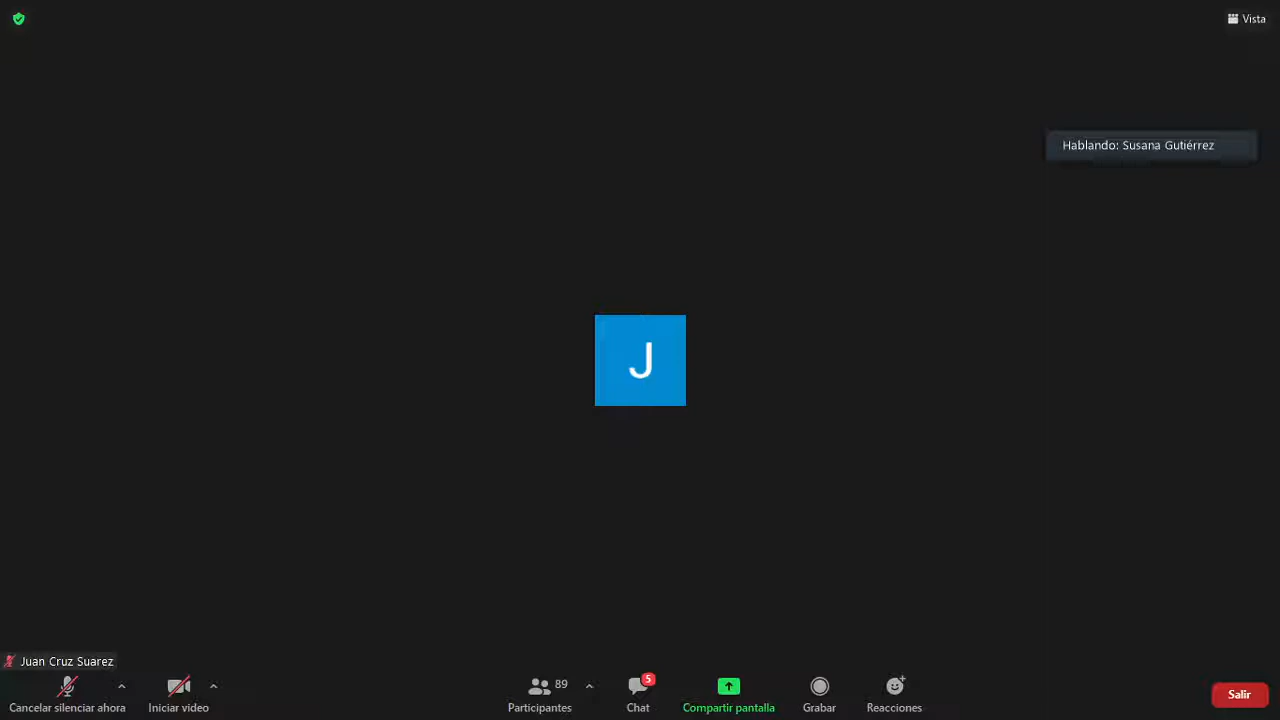 Vista
Hablando: Susana Gutiérrez
J
Juan Cruz Suarez
Cancelar silenciar ahora
Iniciar video
89
Participantes
5
Chat
Compartir pantalla
Grabar
Reacciones
Salir